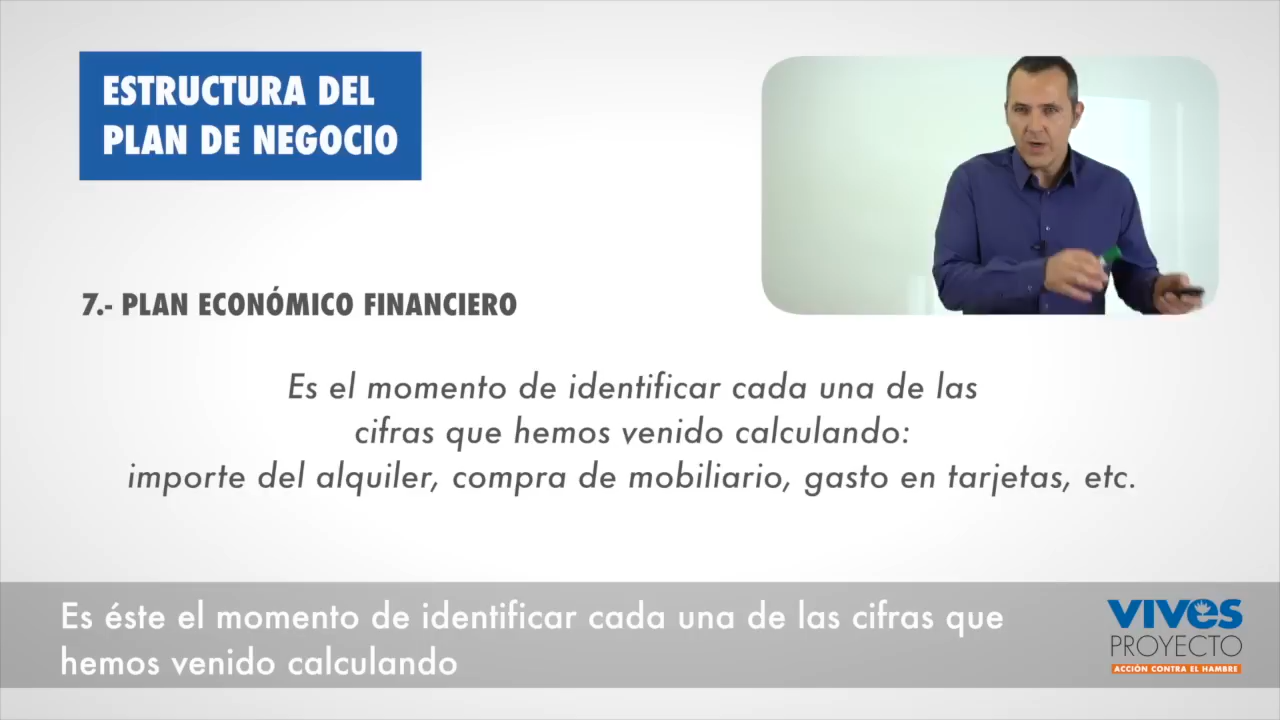 ESTRUCTURA DEL
PLAN DE NEGOCIO
7.- PLAN ECONÓMICO FINANCIERO
Es el momento de identificar cada una de las
cifras que hemos venido calculando:
importe del alquiler, compra de mobiliario, gasto en tarjetas, etc.
Es éste el momento de identificar cada una de las cifras que
hemos venido calculando
VIVES
PROYECTO
ACCIÓN CONTRA EL HAMBRE